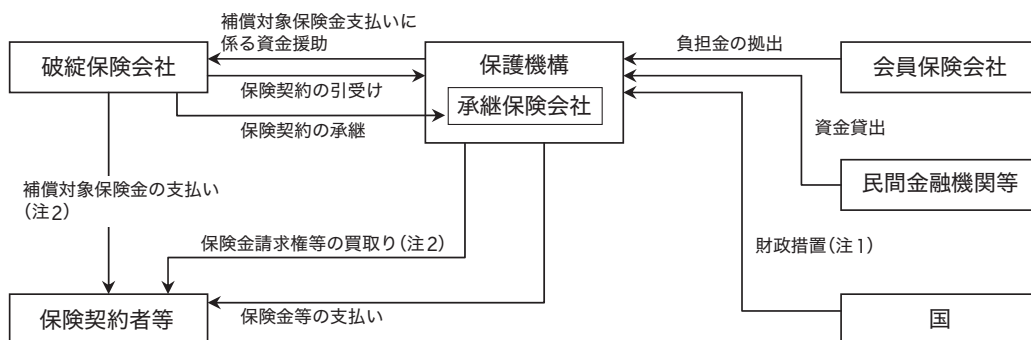 補償対象保険金支払いに
係る資金援助
破綻保険会社
保護機構
負担金の拠出
会員保険会社
保険契約の引受け
承継保険会社
保険契約の承継
資金貸出
民間金融機関等
補償対象保険金の支払い
(注2)
保険金請求権等の買取り(注2)
財政措置(注1)
保険契約者等
保険金等の支払い
国